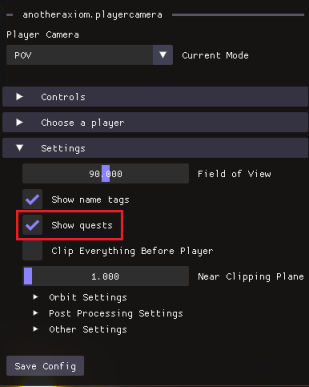 anotheraxiom.playercamera
Player Camera
POV Current Mode
Controls
Choose a player
Settings
90.000 Field of View
Show name tags
Show quests
Clip Everything Before Player
1.000 Near Clipping Plane
Orbit Settings
Post Processing Settings
Other Settings
Save Config